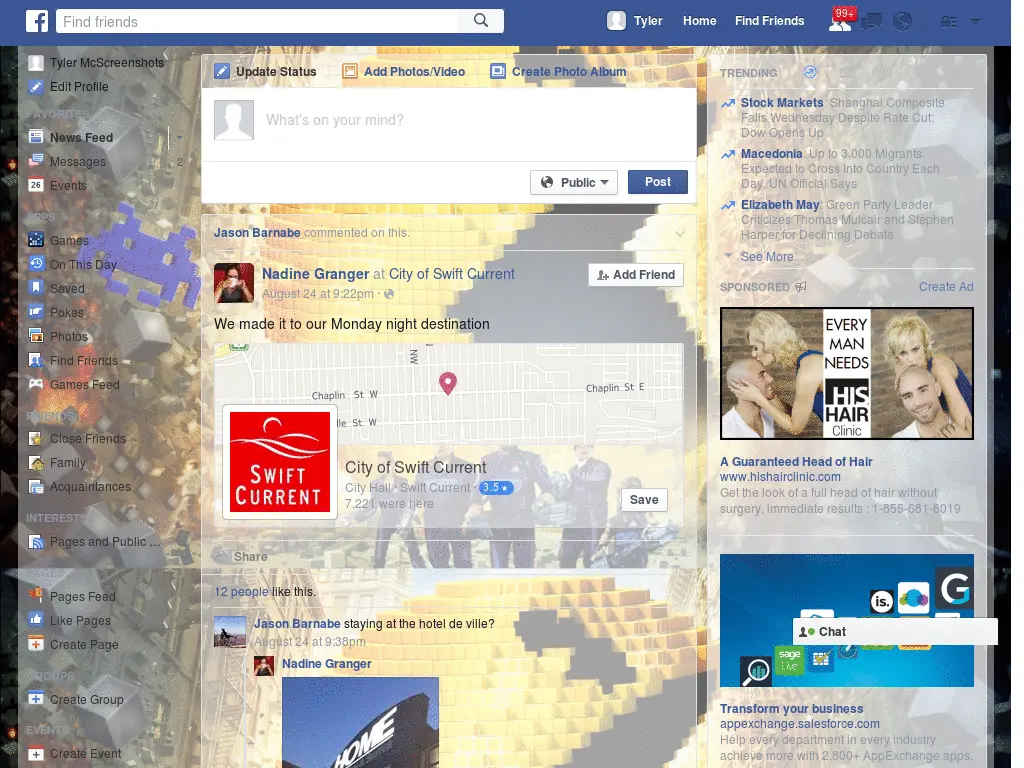 Find friends
Tyler
Home
Find Friends
99+
Tyler McScreenshots
Edit Profile
FAVORITES
News Feed
Messages
2
26
Events
APPS
Games
On This Day
Saved
Pokes
Photos
Find Friends
Games Feed
FRIENDS
Close Friends
Family
Acquaintances
INTERESTS
Pages and Public ...
PAGES
Pages Feed
Like Pages
Create Page
GROUPS
Create Group
EVENTS
Create Event
Update Status
Add Photos/Video
Create Photo Album
What's on your mind?
Public
Post
Jason Barnabe commented on this.
Nadine Granger at City of Swift Current
August 24 at 9:22pm ·
Add Friend
We made it to our Monday night destination
NW
Chaplin St W
Chaplin St E
lle St W
SWIFT
CURRENT
City of Swift Current
City Hall · Swift Current · 3.5 ★
7,221 were here
Save
Share
12 people like this.
Jason Barnabe staying at the hotel de ville?
August 24 at 9:38pm
Nadine Granger
HOME
TRENDING
Stock Markets: Shanghai Composite
Falls Wednesday Despite Rate Cut;
Dow Opens Up
Macedonia: Up to 3,000 Migrants
Expected to Cross Into Country Each
Day, UN Official Says
Elizabeth May: Green Party Leader
Criticizes Thomas Mulcair and Stephen
Harper for Declining Debate
See More
SPONSORED
Create Ad
EVERY
MAN
NEEDS
HIS
HAIR
Clinic
A Guaranteed Head of Hair
www.hishairclinic.com
Get the look of a full head of hair without
surgery, immediate results : 1-855-681-6019
is.
G
Chat
sage
Live
Transform your business
appexchange.salesforce.com
Help every department in every industry
achieve more with 2,800+ AppExchange apps.